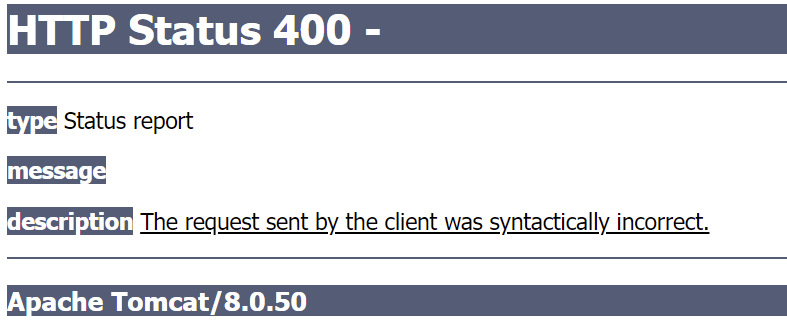 HTTP Status 400 -
type Status report
message
description The request sent by the client was syntactically incorrect.
Apache Tomcat/8.0.50